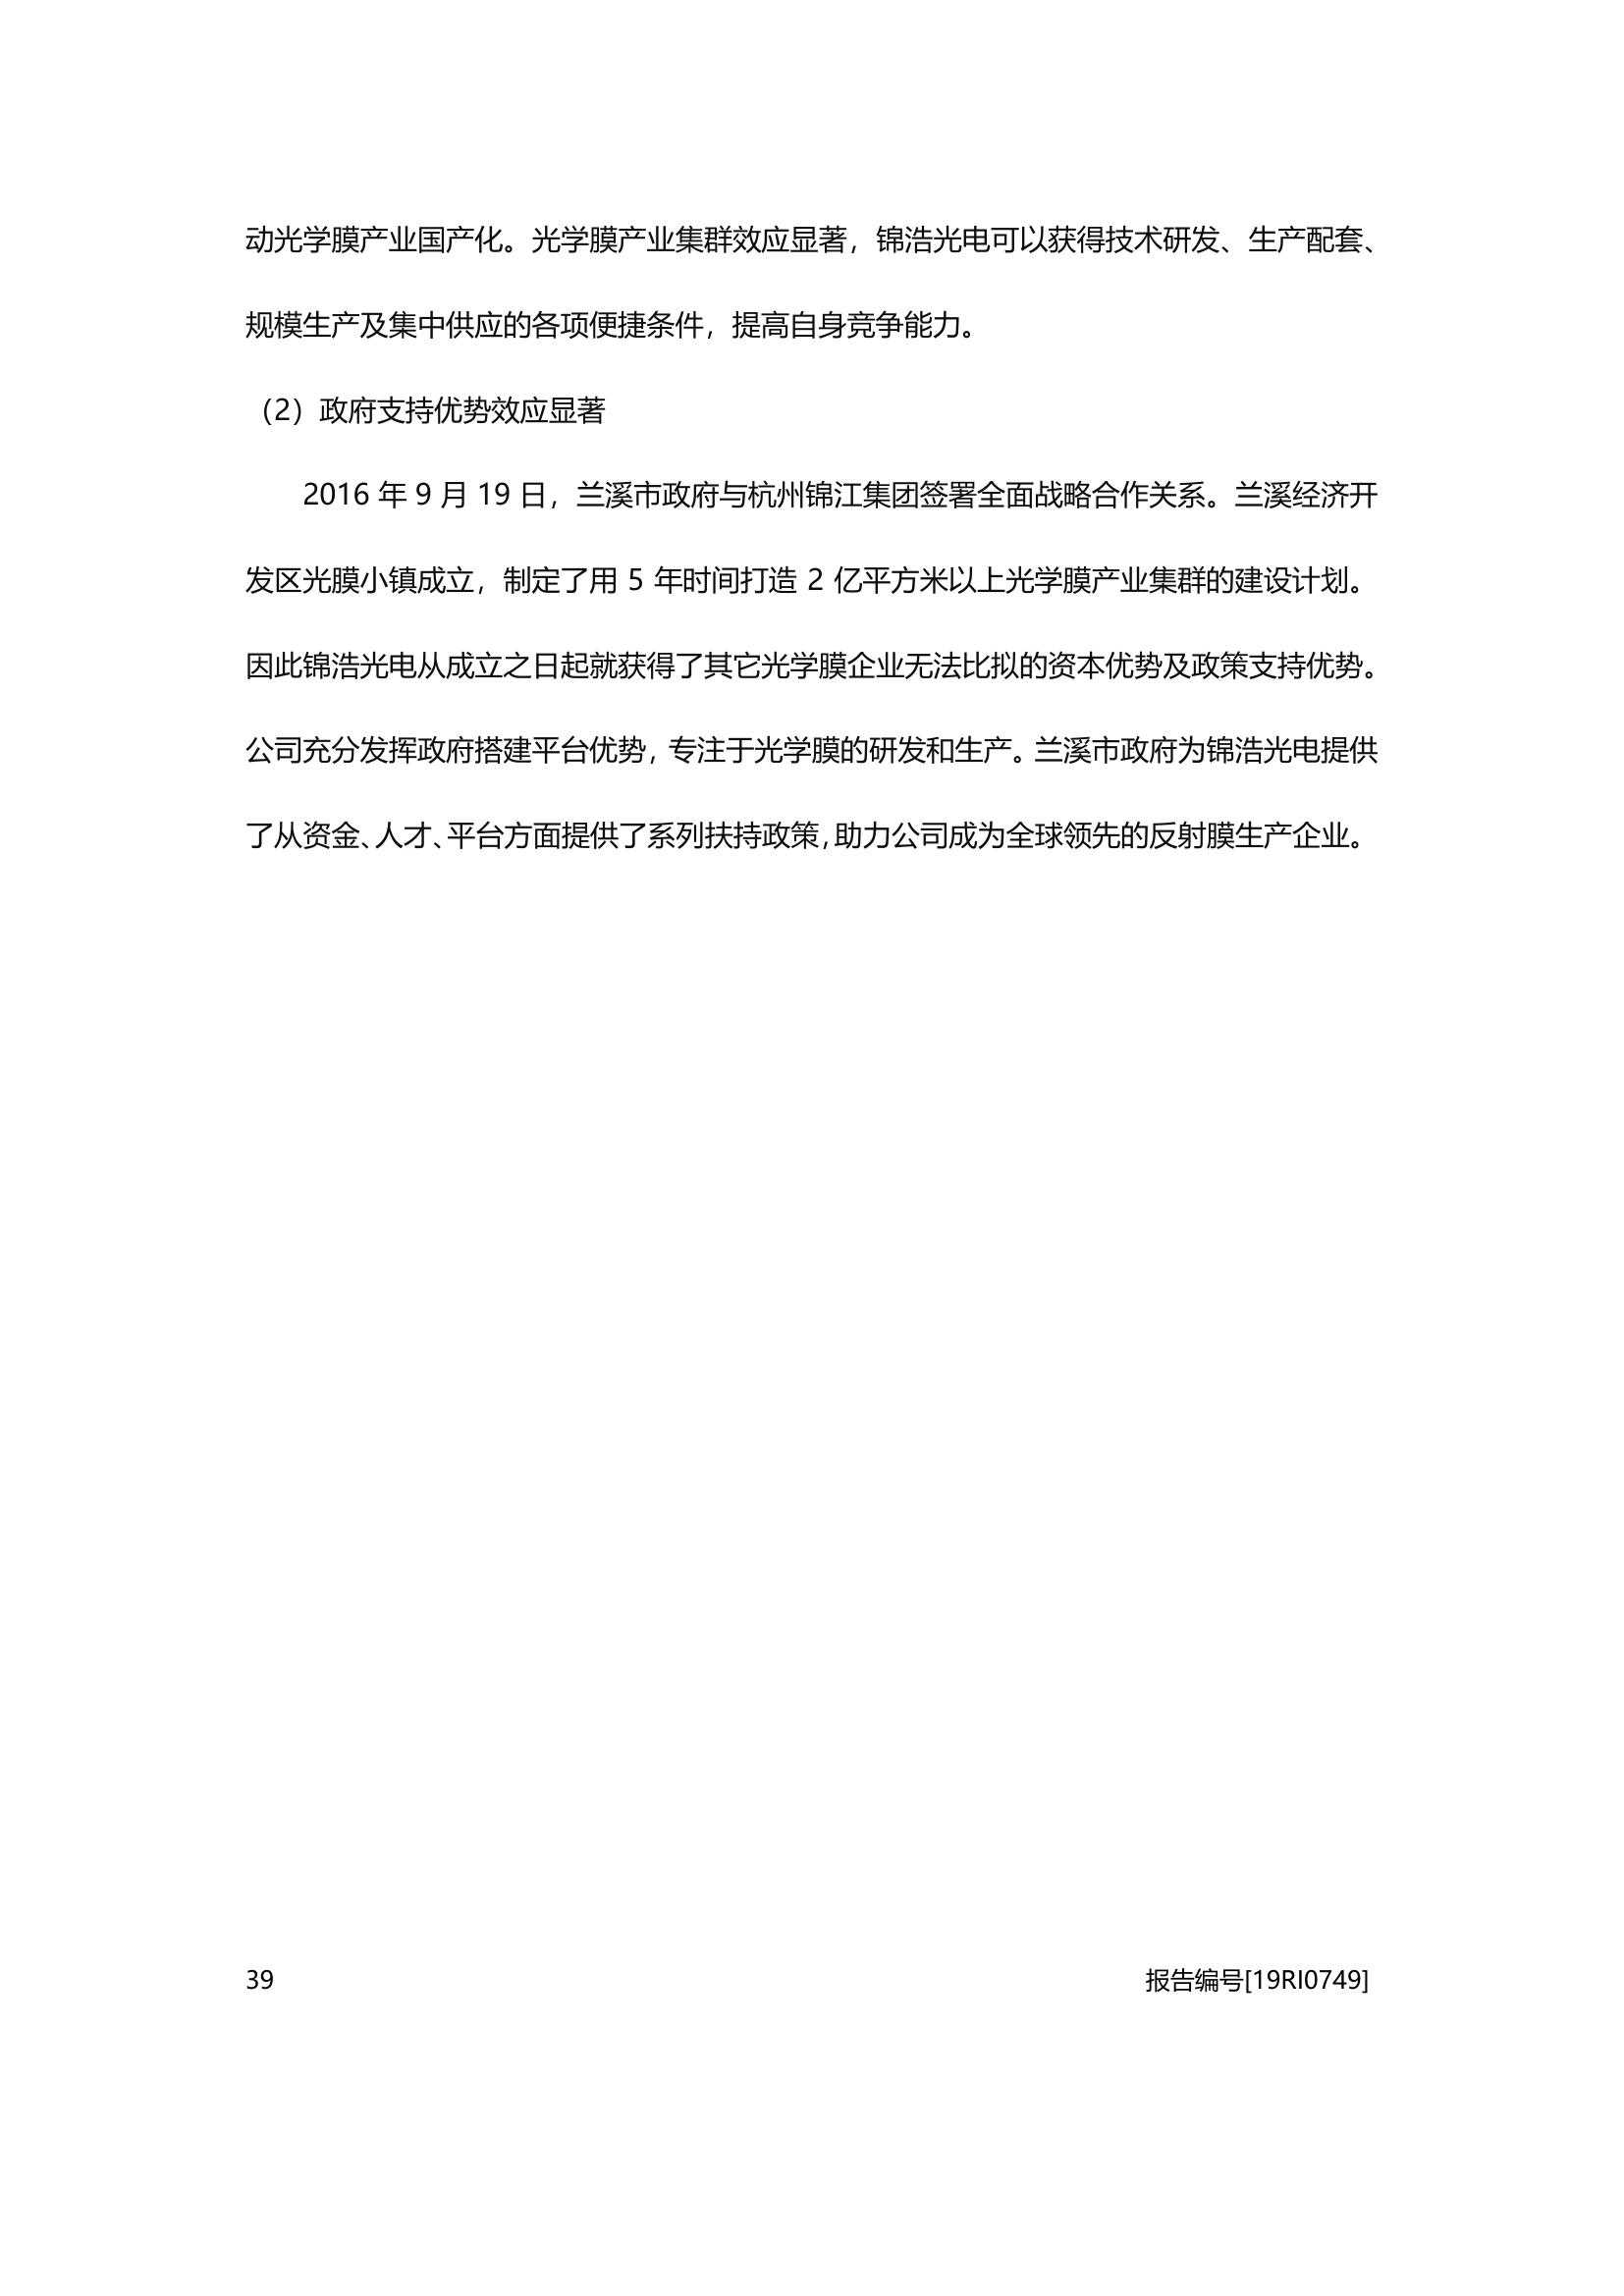 动光学膜产业国产化。光学膜产业集群效应显著，锦浩光电可以获得技术研发、生产配套、
规模生产及集中供应的各项便捷条件，提高自身竞争能力。
（2）政府支持优势效应显著
2016 年 9 月 19 日，兰溪市政府与杭州锦江集团签署全面战略合作关系。兰溪经济开
发区光膜小镇成立，制定了用 5 年时间打造 2 亿平方米以上光学膜产业集群的建设计划。
因此锦浩光电从成立之日起就获得了其它光学膜企业无法比拟的资本优势及政策支持优势。
公司充分发挥政府搭建平台优势，专注于光学膜的研发和生产。兰溪市政府为锦浩光电提供
了从资金、人才、平台方面提供了系列扶持政策，助力公司成为全球领先的反射膜生产企业。
39 报告编号[19RI0749]